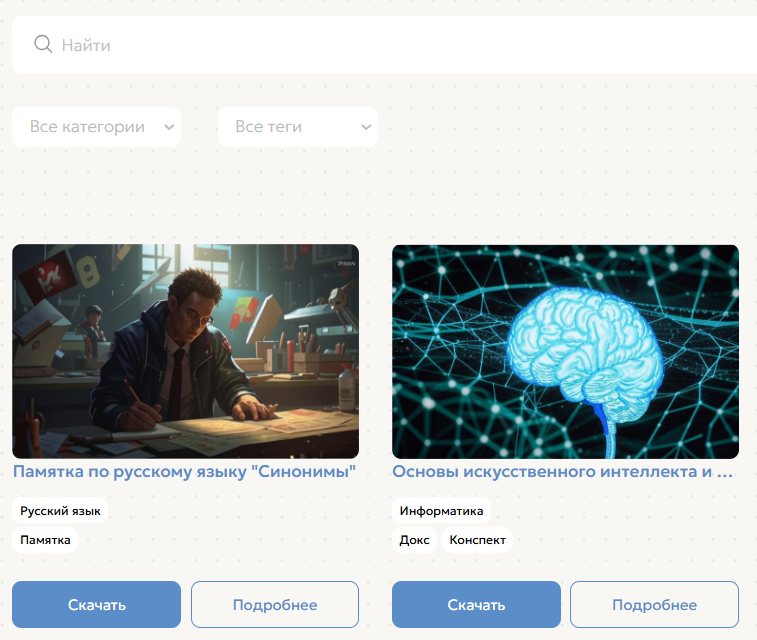 Найти
Все категории
Все теги
Памятка по русскому языку "Синонимы"
Основы искусственного интеллекта и ...
Русский язык
Памятка
Информатика
Докс Конспект
Скачать
Подробнее
Скачать
Подробнее